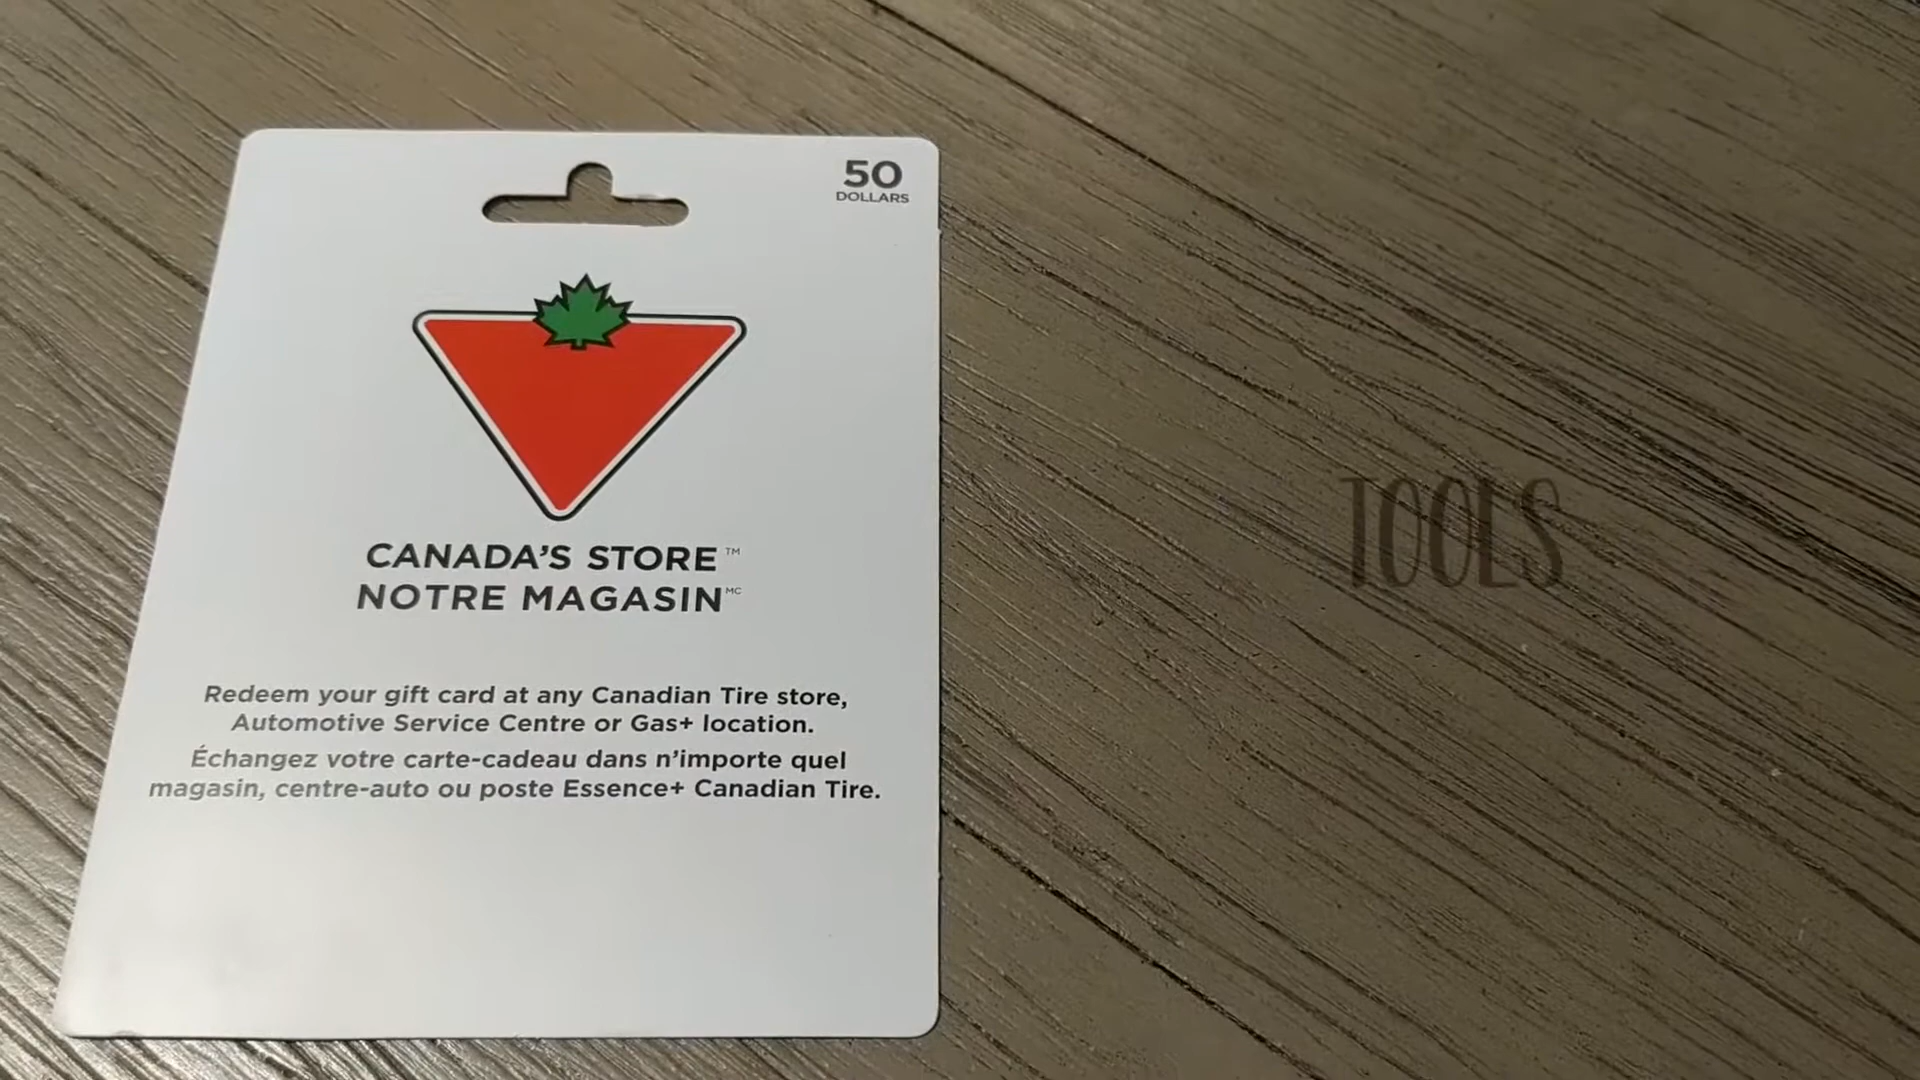 50
DOLLARS
CANADA'S STORE™
NOTRE MAGASIN MC
Redeem your gift card at any Canadian Tire store,
Automotive Service Centre or Gas+ location.
Échangez votre carte-cadeau dans n'importe quel
magasin, centre-auto ou poste Essence+ Canadian Tire.
TOOLS